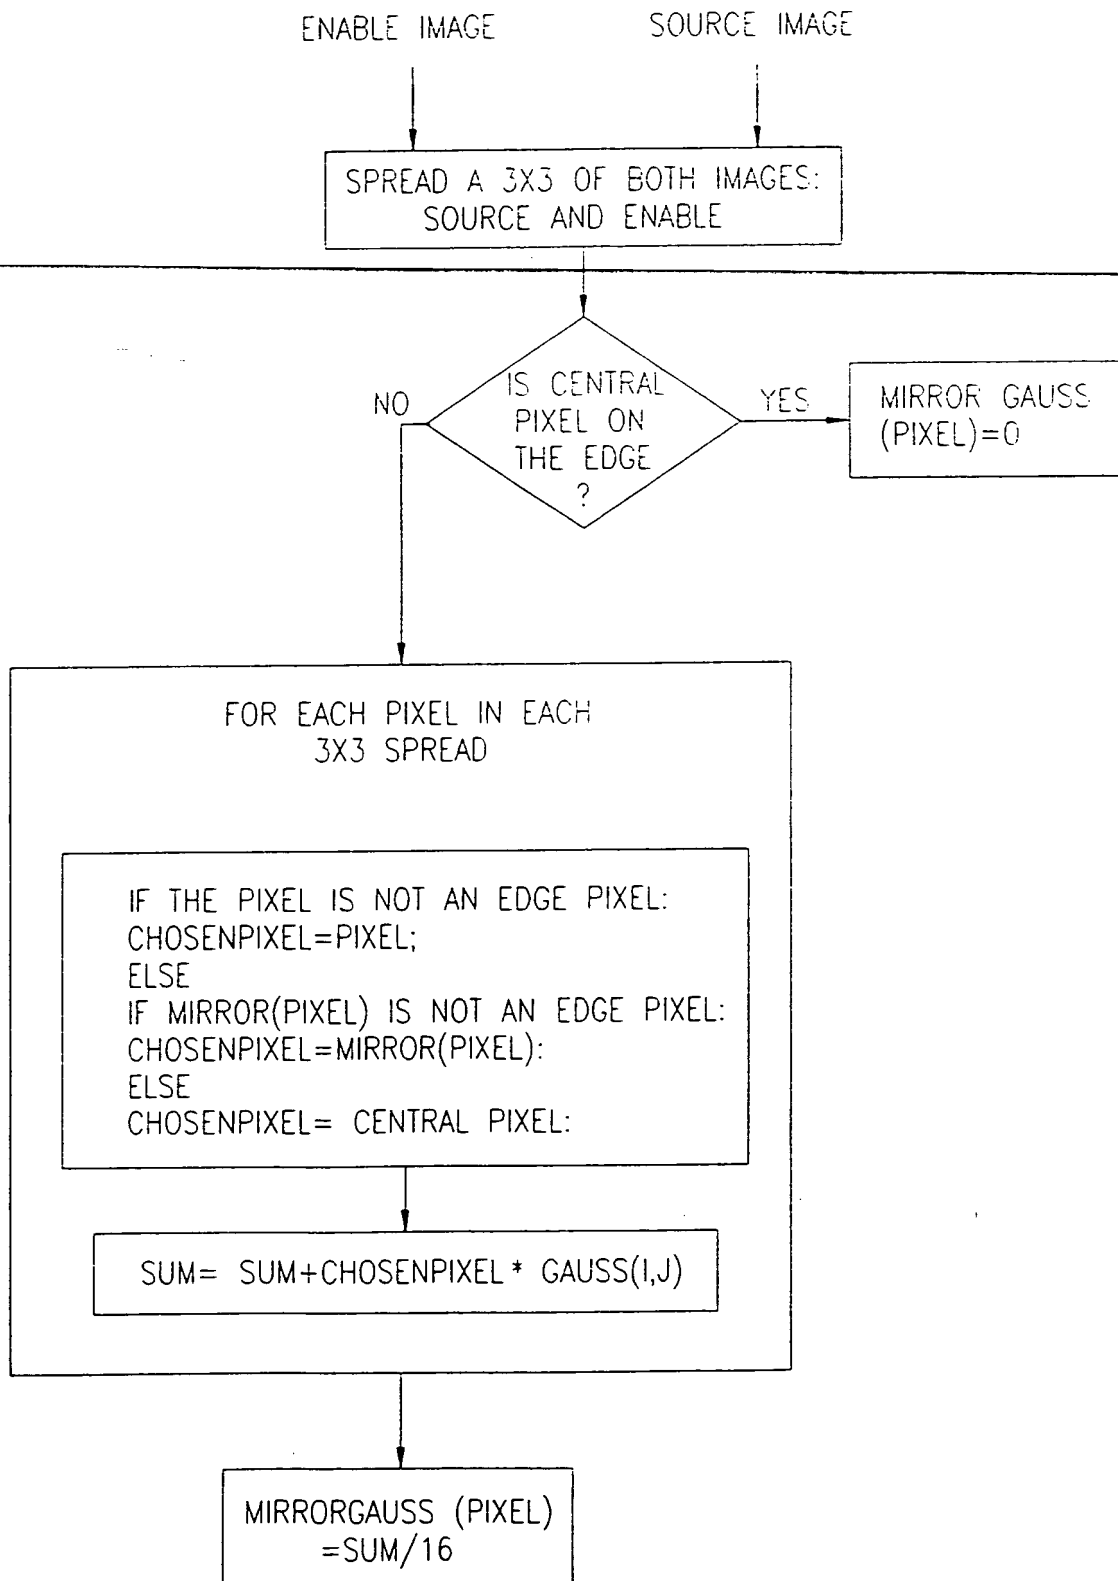 ENABLE IMAGE
SOURCE IMAGE
SPREAD A 3X3 OF BOTH IMAGES:
SOURCE AND ENABLE
IS CENTRAL
PIXEL ON
THE EDGE
?
NO
YES
MIRROR GAUSS
(PIXEL)=0
FOR EACH PIXEL IN EACH
3X3 SPREAD
IF THE PIXEL IS NOT AN EDGE PIXEL:
CHOSENPIXEL=PIXEL;
ELSE
IF MIRROR(PIXEL) IS NOT AN EDGE PIXEL:
CHOSENPIXEL=MIRROR(PIXEL):
ELSE
CHOSENPIXEL= CENTRAL PIXEL:
SUM= SUM+CHOSENPIXEL* GAUSS(I,J)
MIRRORGAUSS (PIXEL)
=SUM/16